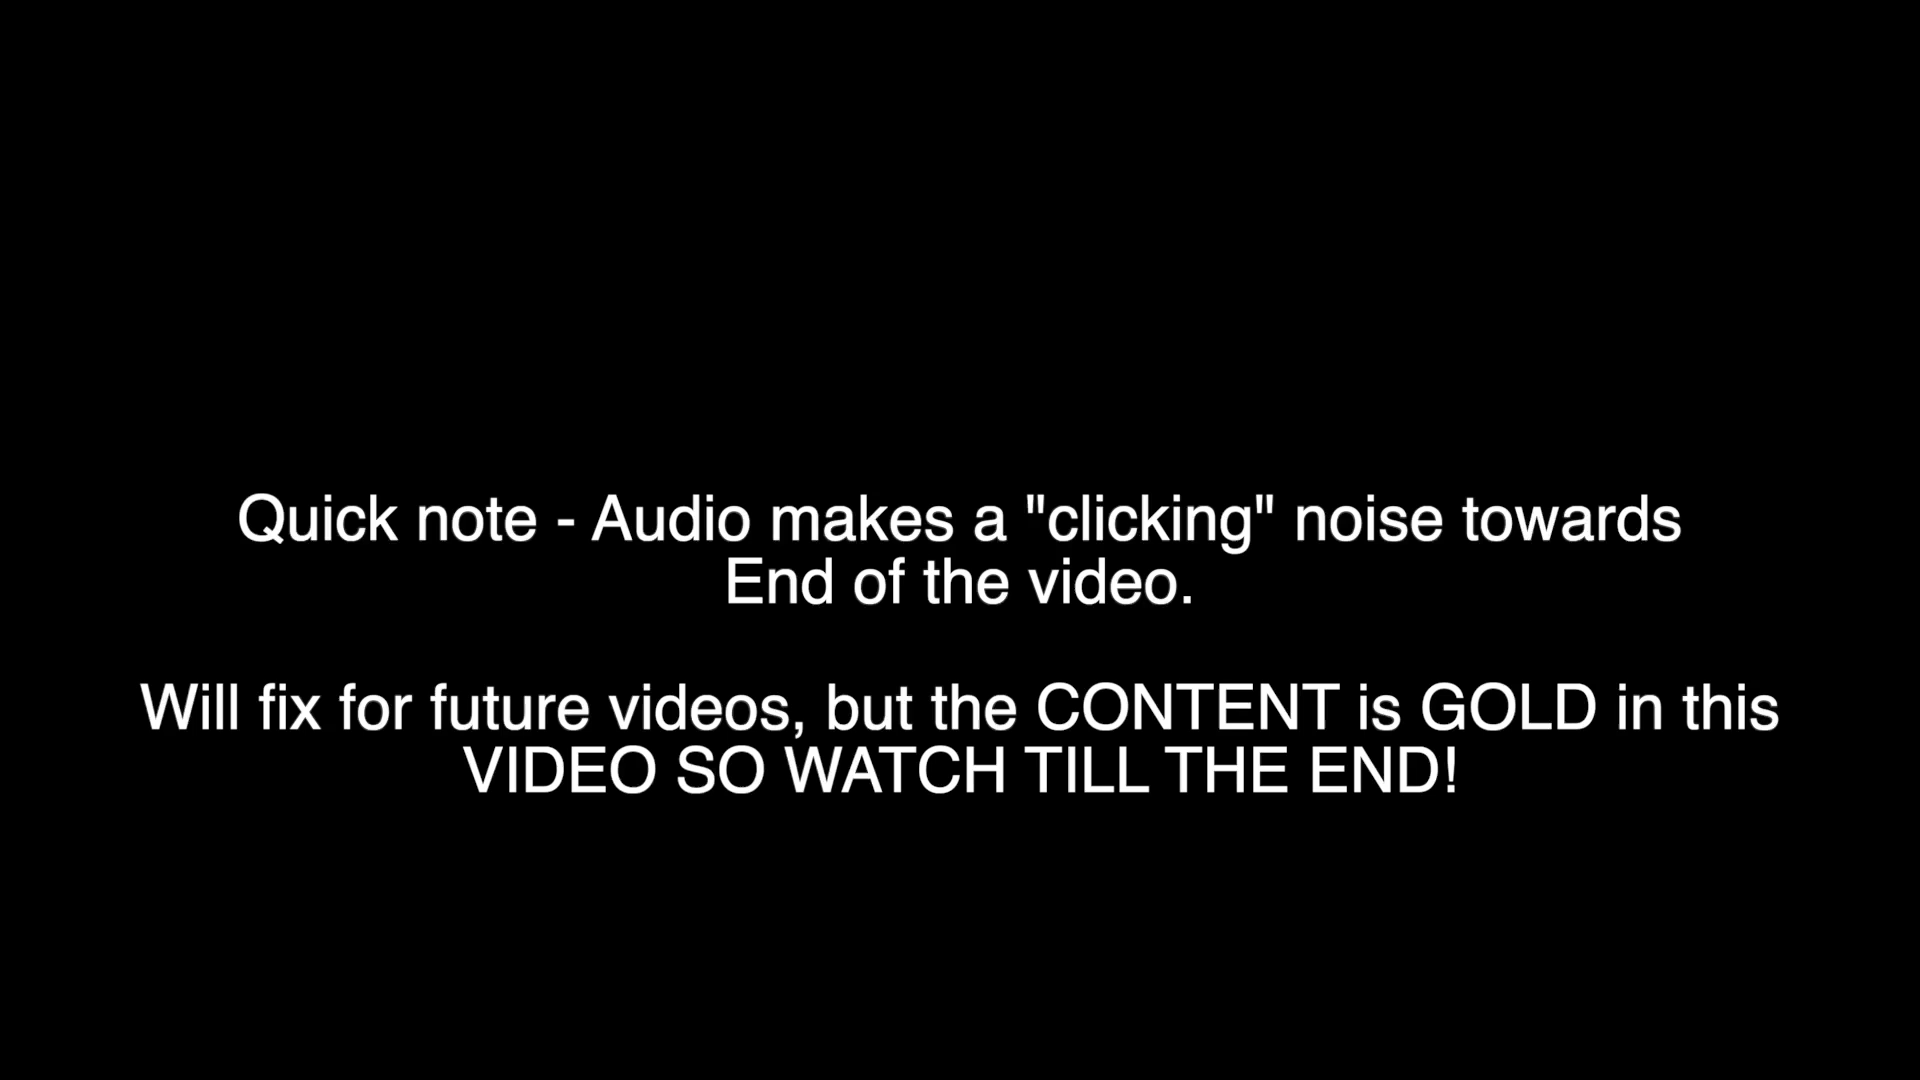 Quick note - Audio makes a "clicking" noise towards
End of the video.
Will fix for future videos, but the CONTENT is GOLD in this
VIDEO SO WATCH TILL THE END!